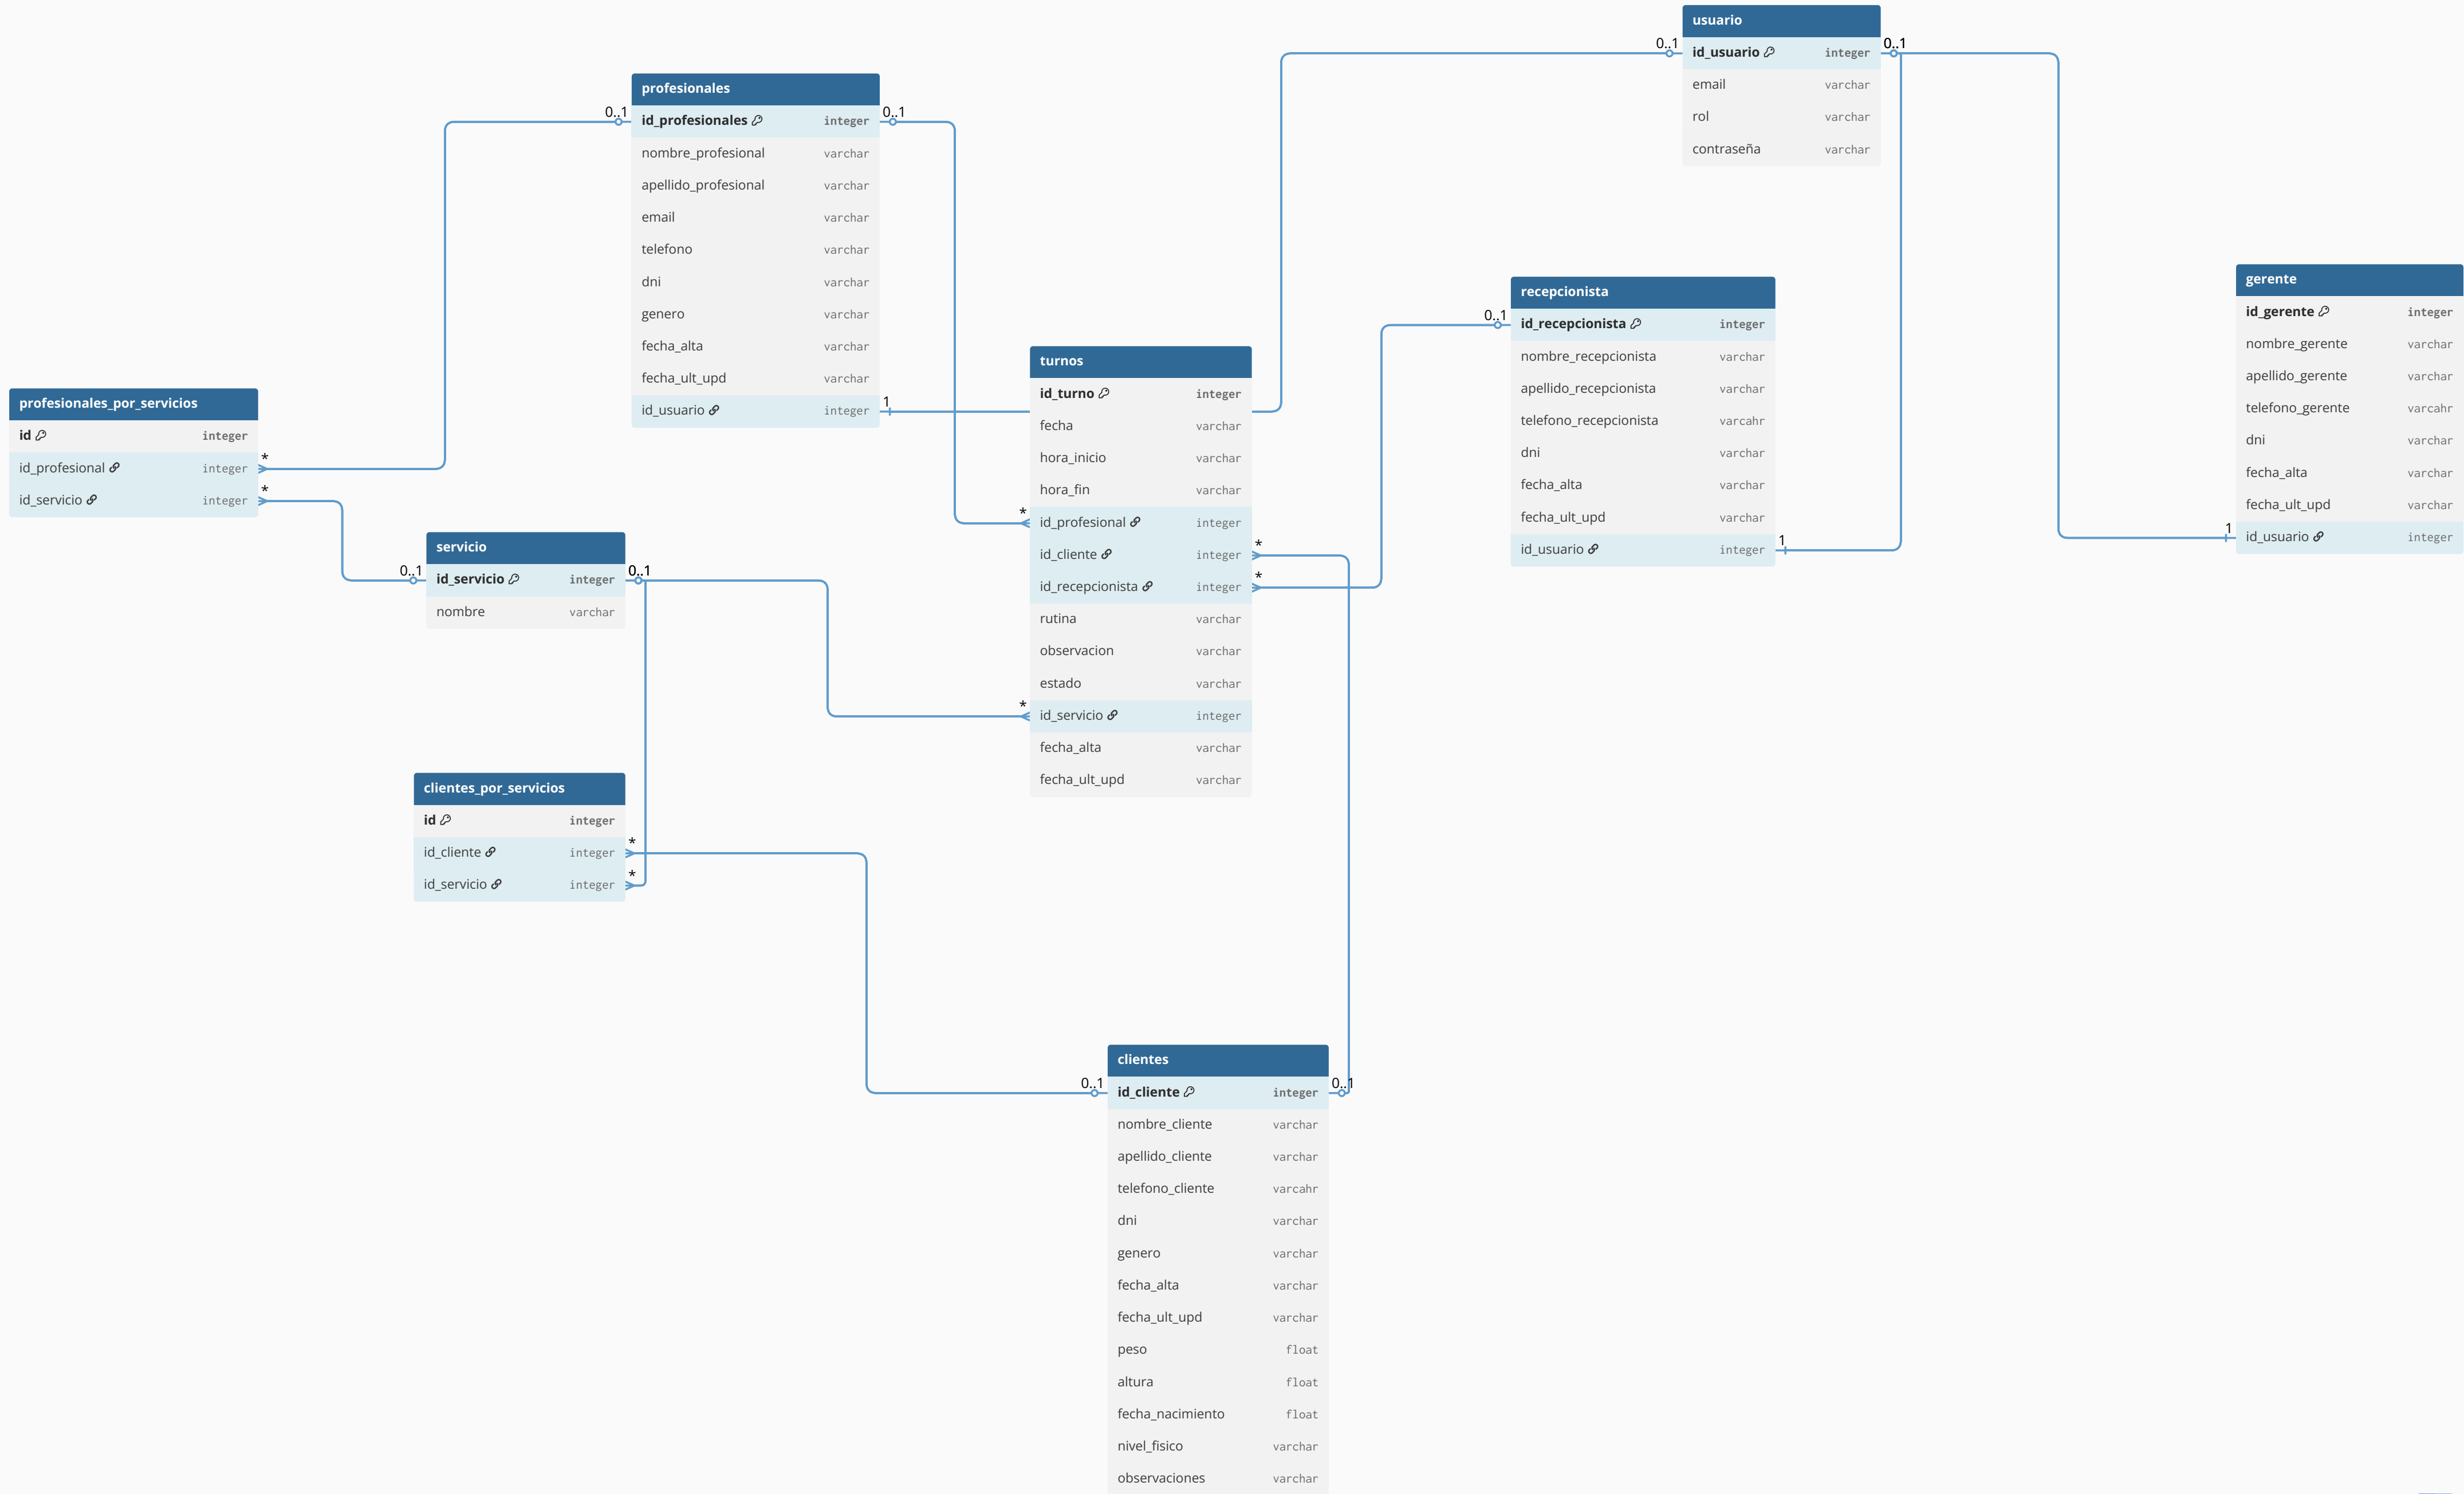 usuario
0..1
id_usuario integer
0..1
email varchar
rol varchar
contraseña varchar
profesionales
0..1
id_profesionales integer
0..1
nombre_profesional varchar
apellido_profesional varchar
email varchar
telefono varchar
dni varchar
genero varchar
fecha_alta varchar
fecha_ult_upd varchar
id_usuario integer
1
gerente
id_gerente integer
nombre_gerente varchar
apellido_gerente varchar
telefono_gerente varcahr
dni varchar
fecha_alta varchar
fecha_ult_upd varchar
1
id_usuario integer
recepcionista
0..1
id_recepcionista integer
nombre_recepcionista varchar
apellido_recepcionista varchar
telefono_recepcionista varcahr
dni varchar
fecha_alta varchar
fecha_ult_upd varchar
id_usuario integer
1
turnos
id_turno integer
fecha varchar
hora_inicio varchar
hora_fin varchar
*
id_profesional integer
id_cliente integer
*
id_recepcionista integer
*
rutina varchar
observacion varchar
estado varchar
*
id_servicio integer
fecha_alta varchar
fecha_ult_upd varchar
profesionales_por_servicios
id integer
id_profesional integer
*
id_servicio integer
*
servicio
0..1
id_servicio integer
0..1
nombre varchar
clientes_por_servicios
id integer
id_cliente integer
*
id_servicio integer
*
clientes
0..1
id_cliente integer
0..1
nombre_cliente varchar
apellido_cliente varchar
telefono_cliente varcahr
dni varchar
genero varchar
fecha_alta varchar
fecha_ult_upd varchar
peso float
altura float
fecha_nacimiento float
nivel_fisico varchar
observaciones varchar